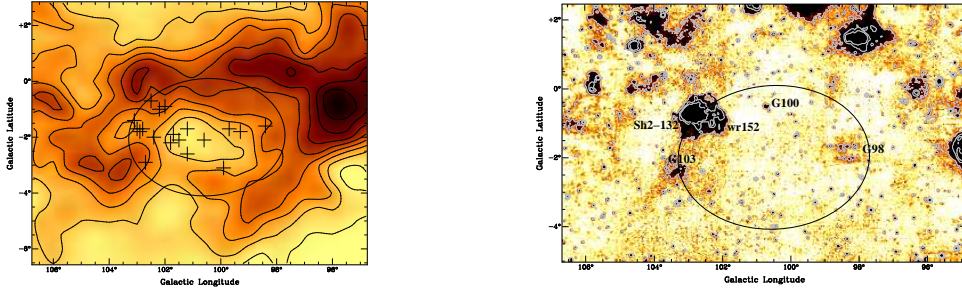 +2°
0°
-2°
-4°
-6°
106°
104°
102°
100°
98°
96°
Galactic Latitude
Galactic Longitude
+2°
0°
-2°
-4°
106°
104°
102°
100°
98°
96°
Galactic Latitude
Galactic Longitude
G100
Sh2-132
wr152
G98
G103